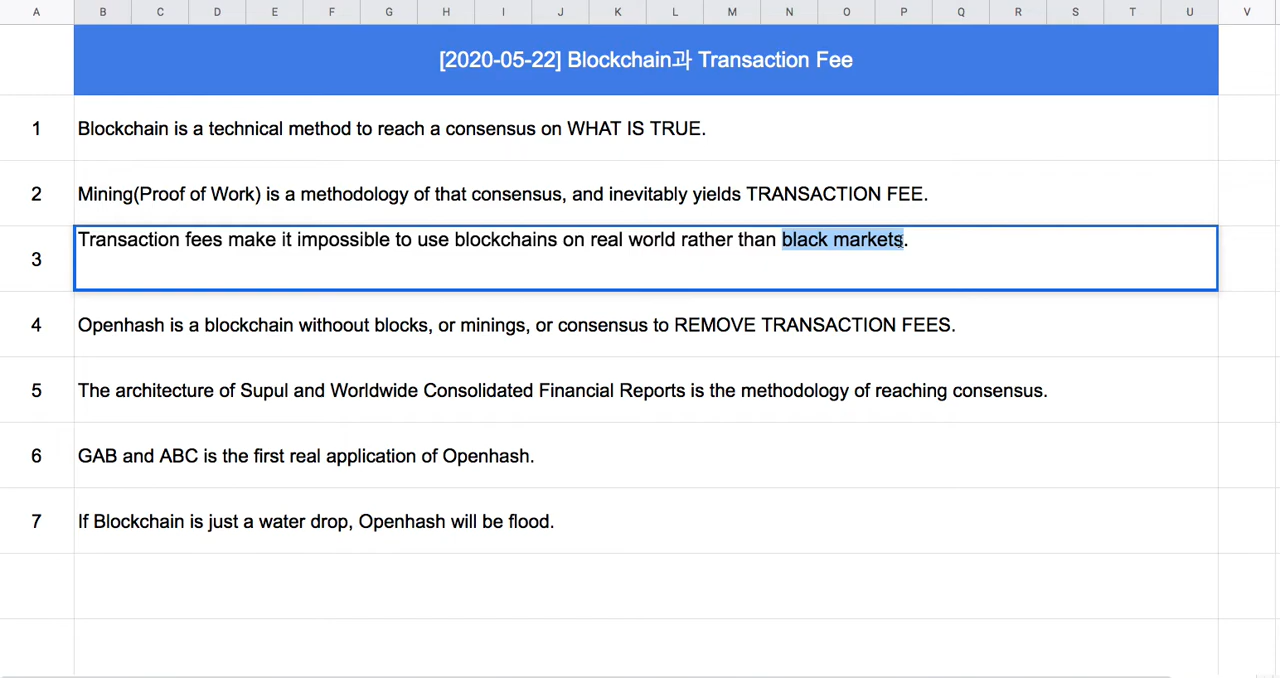 A B C D E F G H I J K L M N O P Q R S T U V
[2020-05-22] Blockchain과 Transaction Fee
1 Blockchain is a technical method to reach a consensus on WHAT IS TRUE.
2 Mining(Proof of Work) is a methodology of that consensus, and inevitably yields TRANSACTION FEE.
3 Transaction fees make it impossible to use blockchains on real world rather than black markets.
4 Openhash is a blockchain withoout blocks, or minings, or consensus to REMOVE TRANSACTION FEES.
5 The architecture of Supul and Worldwide Consolidated Financial Reports is the methodology of reaching consensus.
6 GAB and ABC is the first real application of Openhash.
7 If Blockchain is just a water drop, Openhash will be flood.